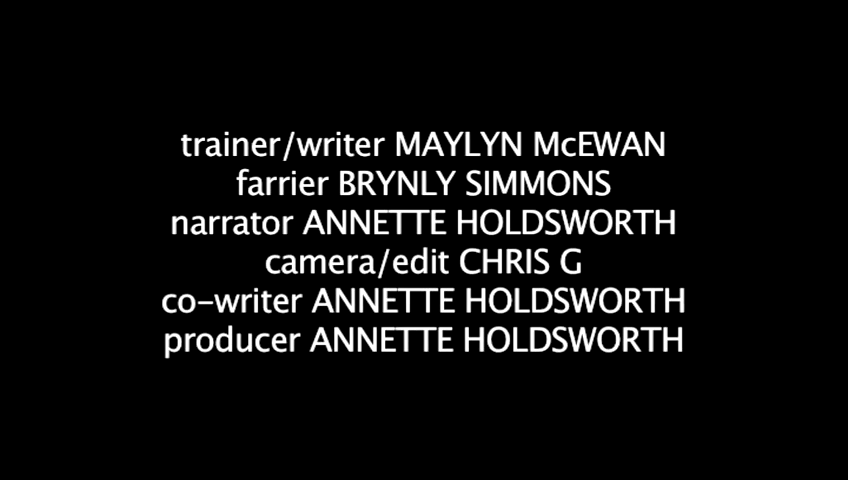 trainer/writer MAYLYN McEWAN
farrier BRYNLY SIMMONS
narrator ANNETTE HOLDSWORTH
camera/edit CHRIS G
co-writer ANNETTE HOLDSWORTH
producer ANNETTE HOLDSWORTH